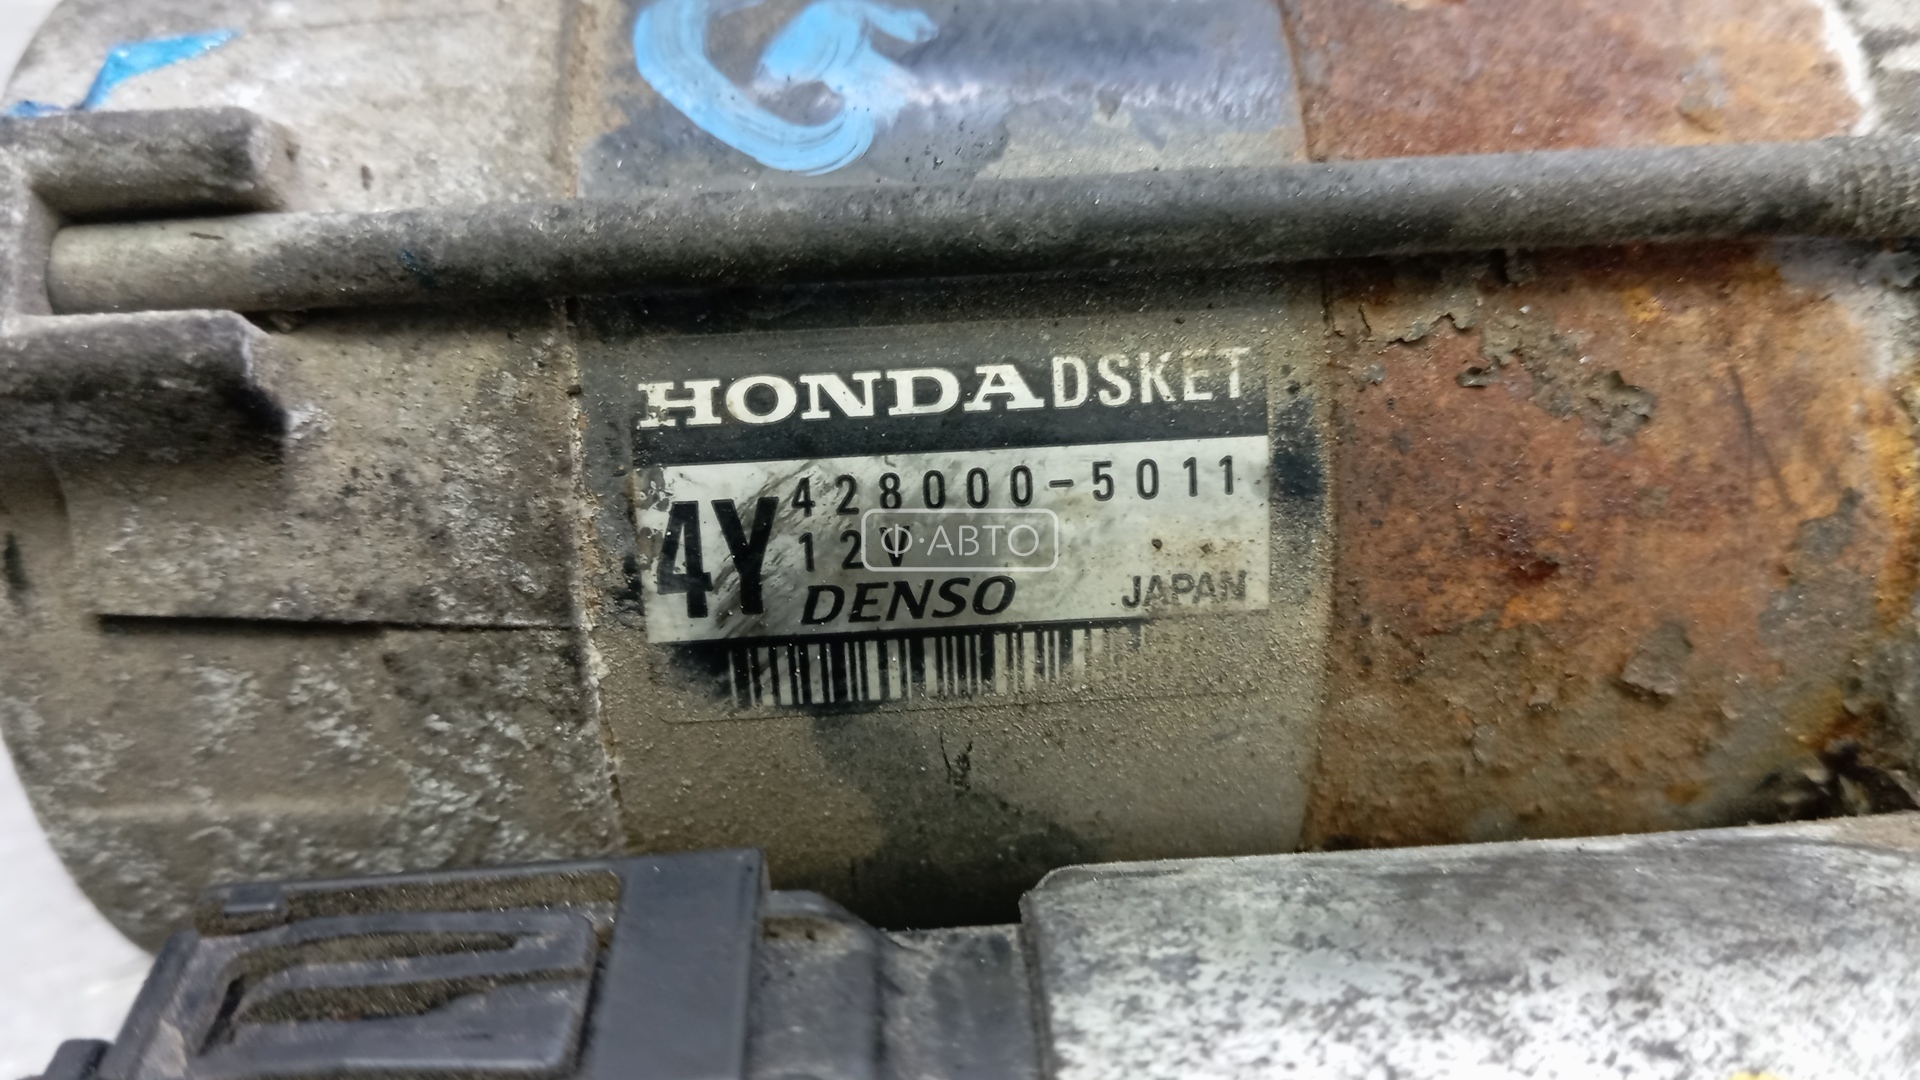 HONDA DSKET
428000-5011
4Y
12V
Ф·АВТО
DENSO
JAPAN